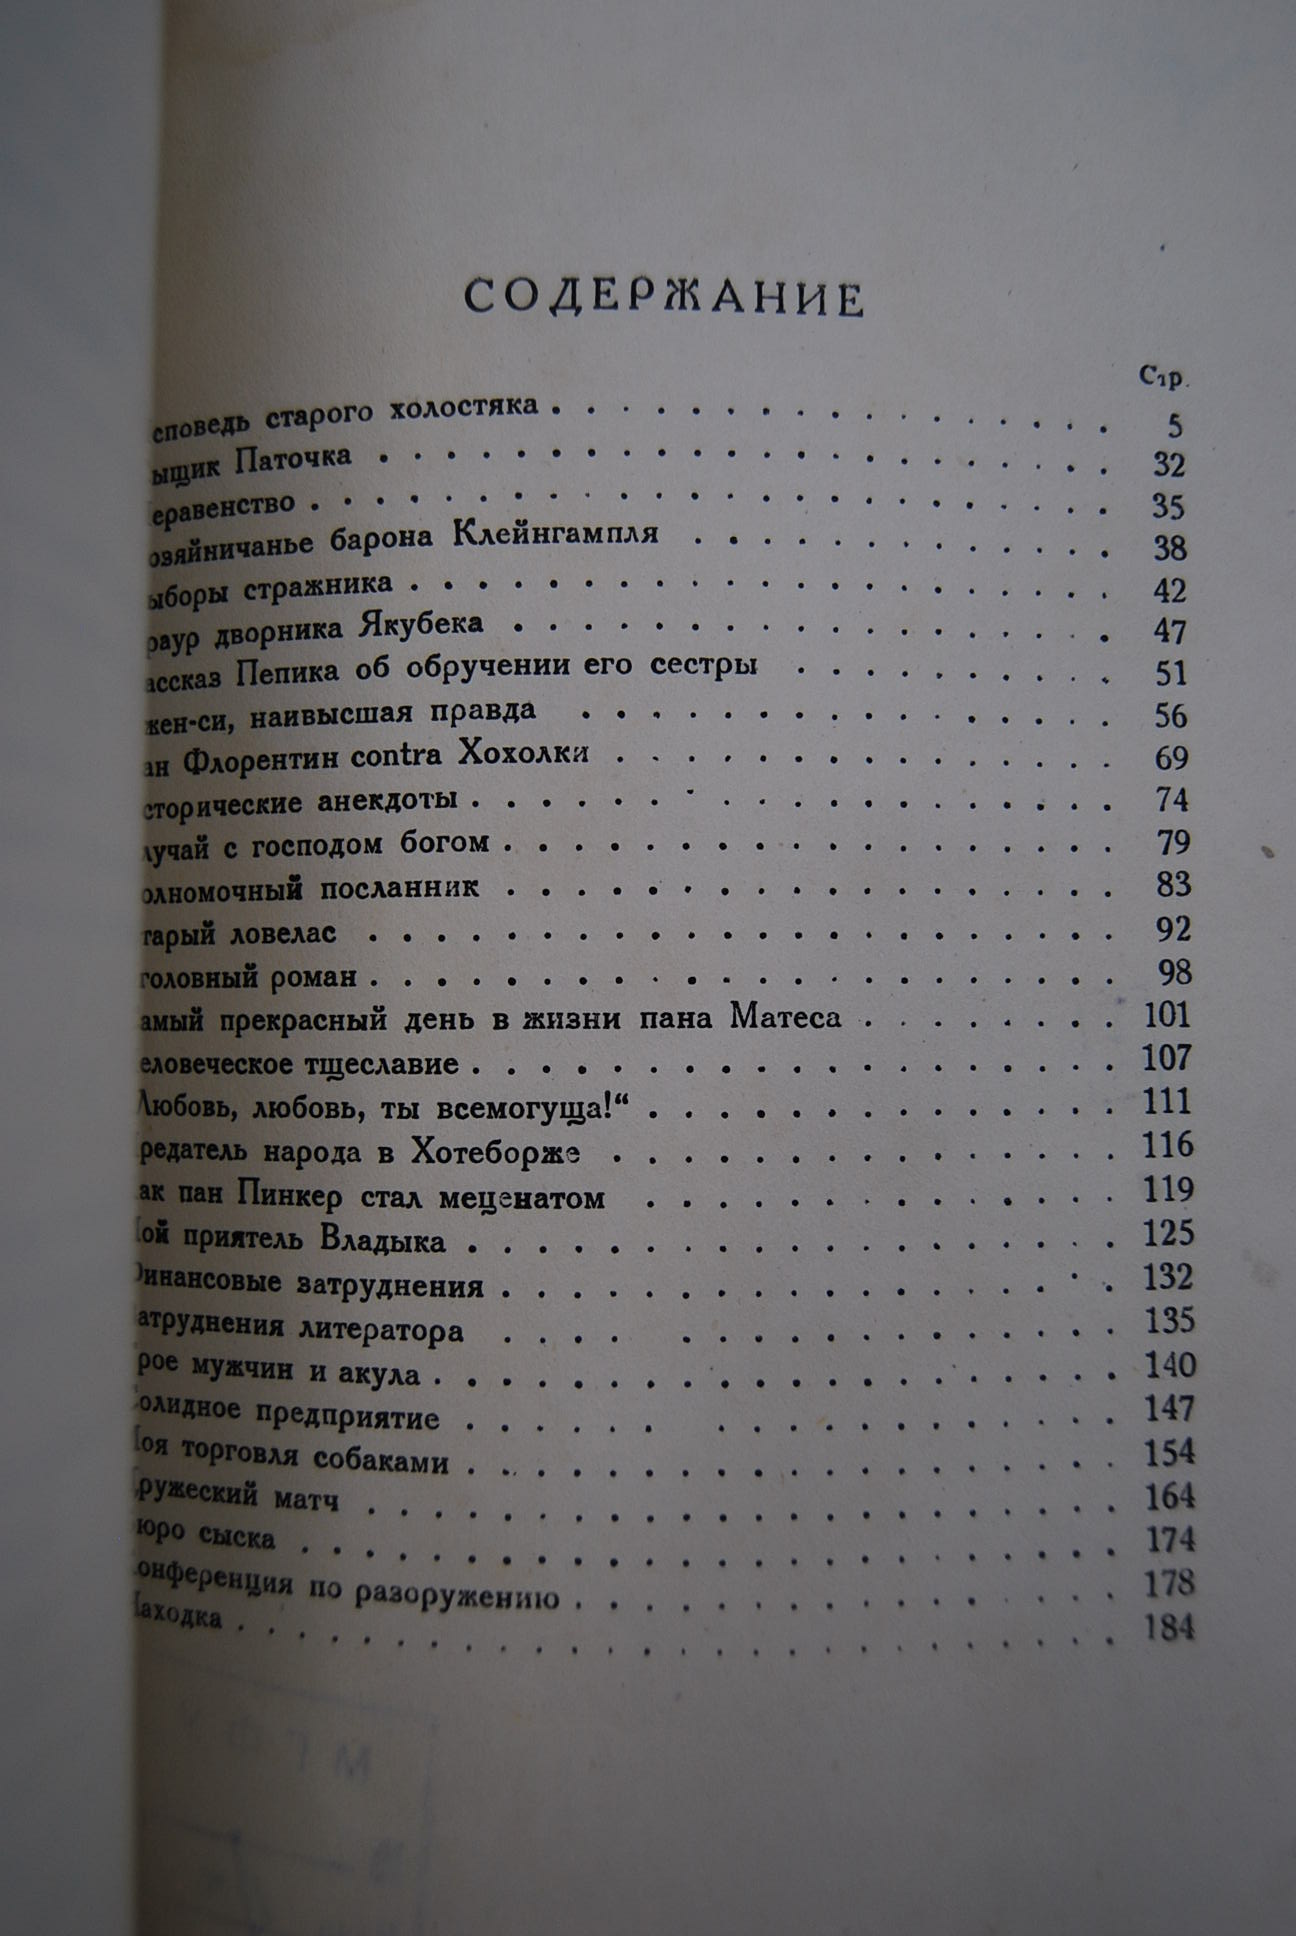 СОДЕРЖАНИЕ
Стр.
споведь старого холостяка . . . . . . . . . . . . . . . . 5
ыщик Паточка . . . . . . . . . . . . . . . . . . . . . 32
еравенство . . . . . . . . . . . . . . . . . . . . . . . 35
озяйничанье барона Клейнгампля . . . . . . . . . . . . 38
ыборы стражника . . . . . . . . . . . . . . . . . . . . 42
раур дворника Якубека . . . . . . . . . . . . . . . . . 47
ассказ Пепика об обручении его сестры . . . . . . . . . 51
жен-си, наивысшая правда . . . . . . . . . . . . . . . 56
ан Флорентин contra Хохолки . . . . . . . . . . . . . . 69
сторические анекдоты . . . . . . . . . . . . . . . . . . 74
лучай с господом богом . . . . . . . . . . . . . . . . . 79
олномочный посланник . . . . . . . . . . . . . . . . . 83
тарый ловелас . . . . . . . . . . . . . . . . . . . . . 92
головный роман . . . . . . . . . . . . . . . . . . . . . 98
амый прекрасный день в жизни пана Матеса . . . . . . . . 101
еловеческое тщеславие . . . . . . . . . . . . . . . . . . 107
Любовь, любовь, ты всемогуща!“ . . . . . . . . . . . . . 111
редатель народа в Хотеборже . . . . . . . . . . . . . . 116
ак пан Пинкер стал меценатом . . . . . . . . . . . . . . 119
ой приятель Владыка . . . . . . . . . . . . . . . . . . 125
инансовые затруднения . . . . . . . . . . . . . . . . . 132
атруднения литератора . . . . . . . . . . . . . . . . . 135
рое мужчин и акула . . . . . . . . . . . . . . . . . . . 140
олидное предприятие . . . . . . . . . . . . . . . . . . 147
оя торговля собаками . . . . . . . . . . . . . . . . . . 154
ружеский матч . . . . . . . . . . . . . . . . . . . . . 164
юро сыска . . . . . . . . . . . . . . . . . . . . . . . 174
онференция по разоружению . . . . . . . . . . . . . . . 178
аходка . . . . . . . . . . . . . . . . . . . . . . . . . 184